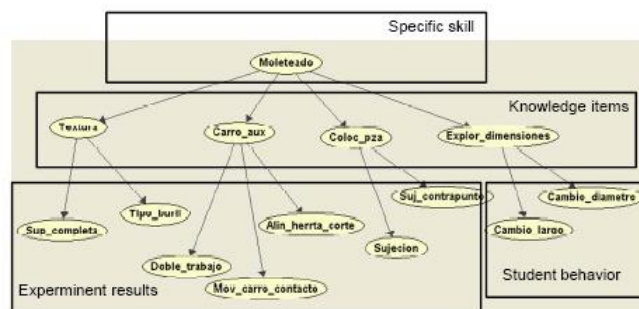 Specific skill
Moleteado
Knowledge items
Textura
Carro_aux
Coloc_pza
Explor_dimensiones
Sup_completa
Tipo_buril
Alin_herrta_corte
Suj_contrapunto
Cambio_diametro
Doble_trabajo
Mov_carro_contacto
Sujecion
Cambio_largo
Experminent results
Student behavior